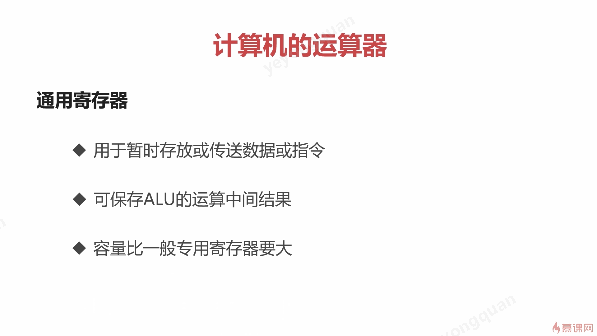 计算机的运算器
通用寄存器
◆ 用于暂时存放或传送数据或指令
◆ 可保存ALU的运算中间结果
◆ 容量比一般专用寄存器要大
慕课网